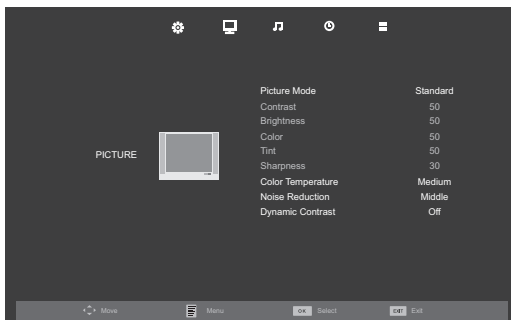 PICTURE
Picture Mode Standard
Contrast 50
Brightness 50
Color 50
Tint 50
Sharpness 30
Color Temperature Medium
Noise Reduction Middle
Dynamic Contrast Off
Move Menu OK Select EXIT Exit